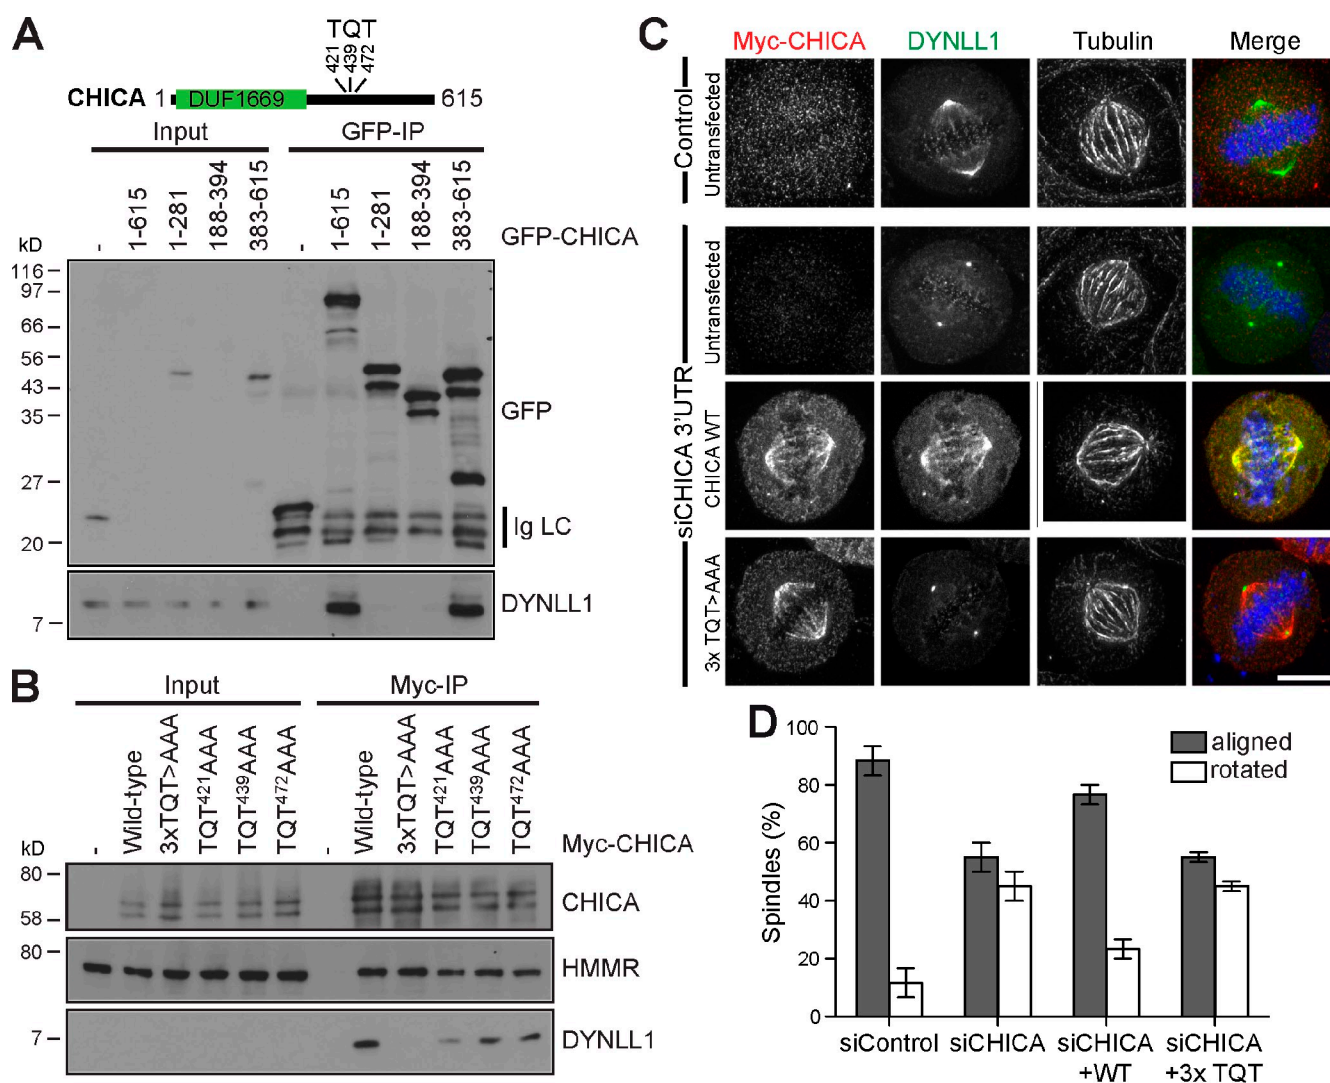 A
TQT
421
439
472
CHICA 1 DUF1669 615
Input GFP-IP
- 1-615 1-281 188-394 383-615 - 1-615 1-281 188-394 383-615 GFP-CHICA
kD
116
97
66
56
43
35
27
20
GFP
Ig LC
7
DYNLL1
B
Input Myc-IP
- Wild-type 3xTQT>AAA TQT⁴²¹AAA TQT⁴³⁹AAA TQT⁴⁷²AAA - Wild-type 3xTQT>AAA TQT⁴²¹AAA TQT⁴³⁹AAA TQT⁴⁷²AAA Myc-CHICA
kD
80
58
CHICA
80
HMMR
7
DYNLL1
C
Myc-CHICA DYNLL1 Tubulin Merge
Control
Untransfected
siCHICA 3'UTR
Untransfected
CHICA WT
3x TQT>AAA
D
Spindles (%)
100
80
60
40
20
0
aligned
rotated
siControl siCHICA siCHICA siCHICA
+WT +3x TQT